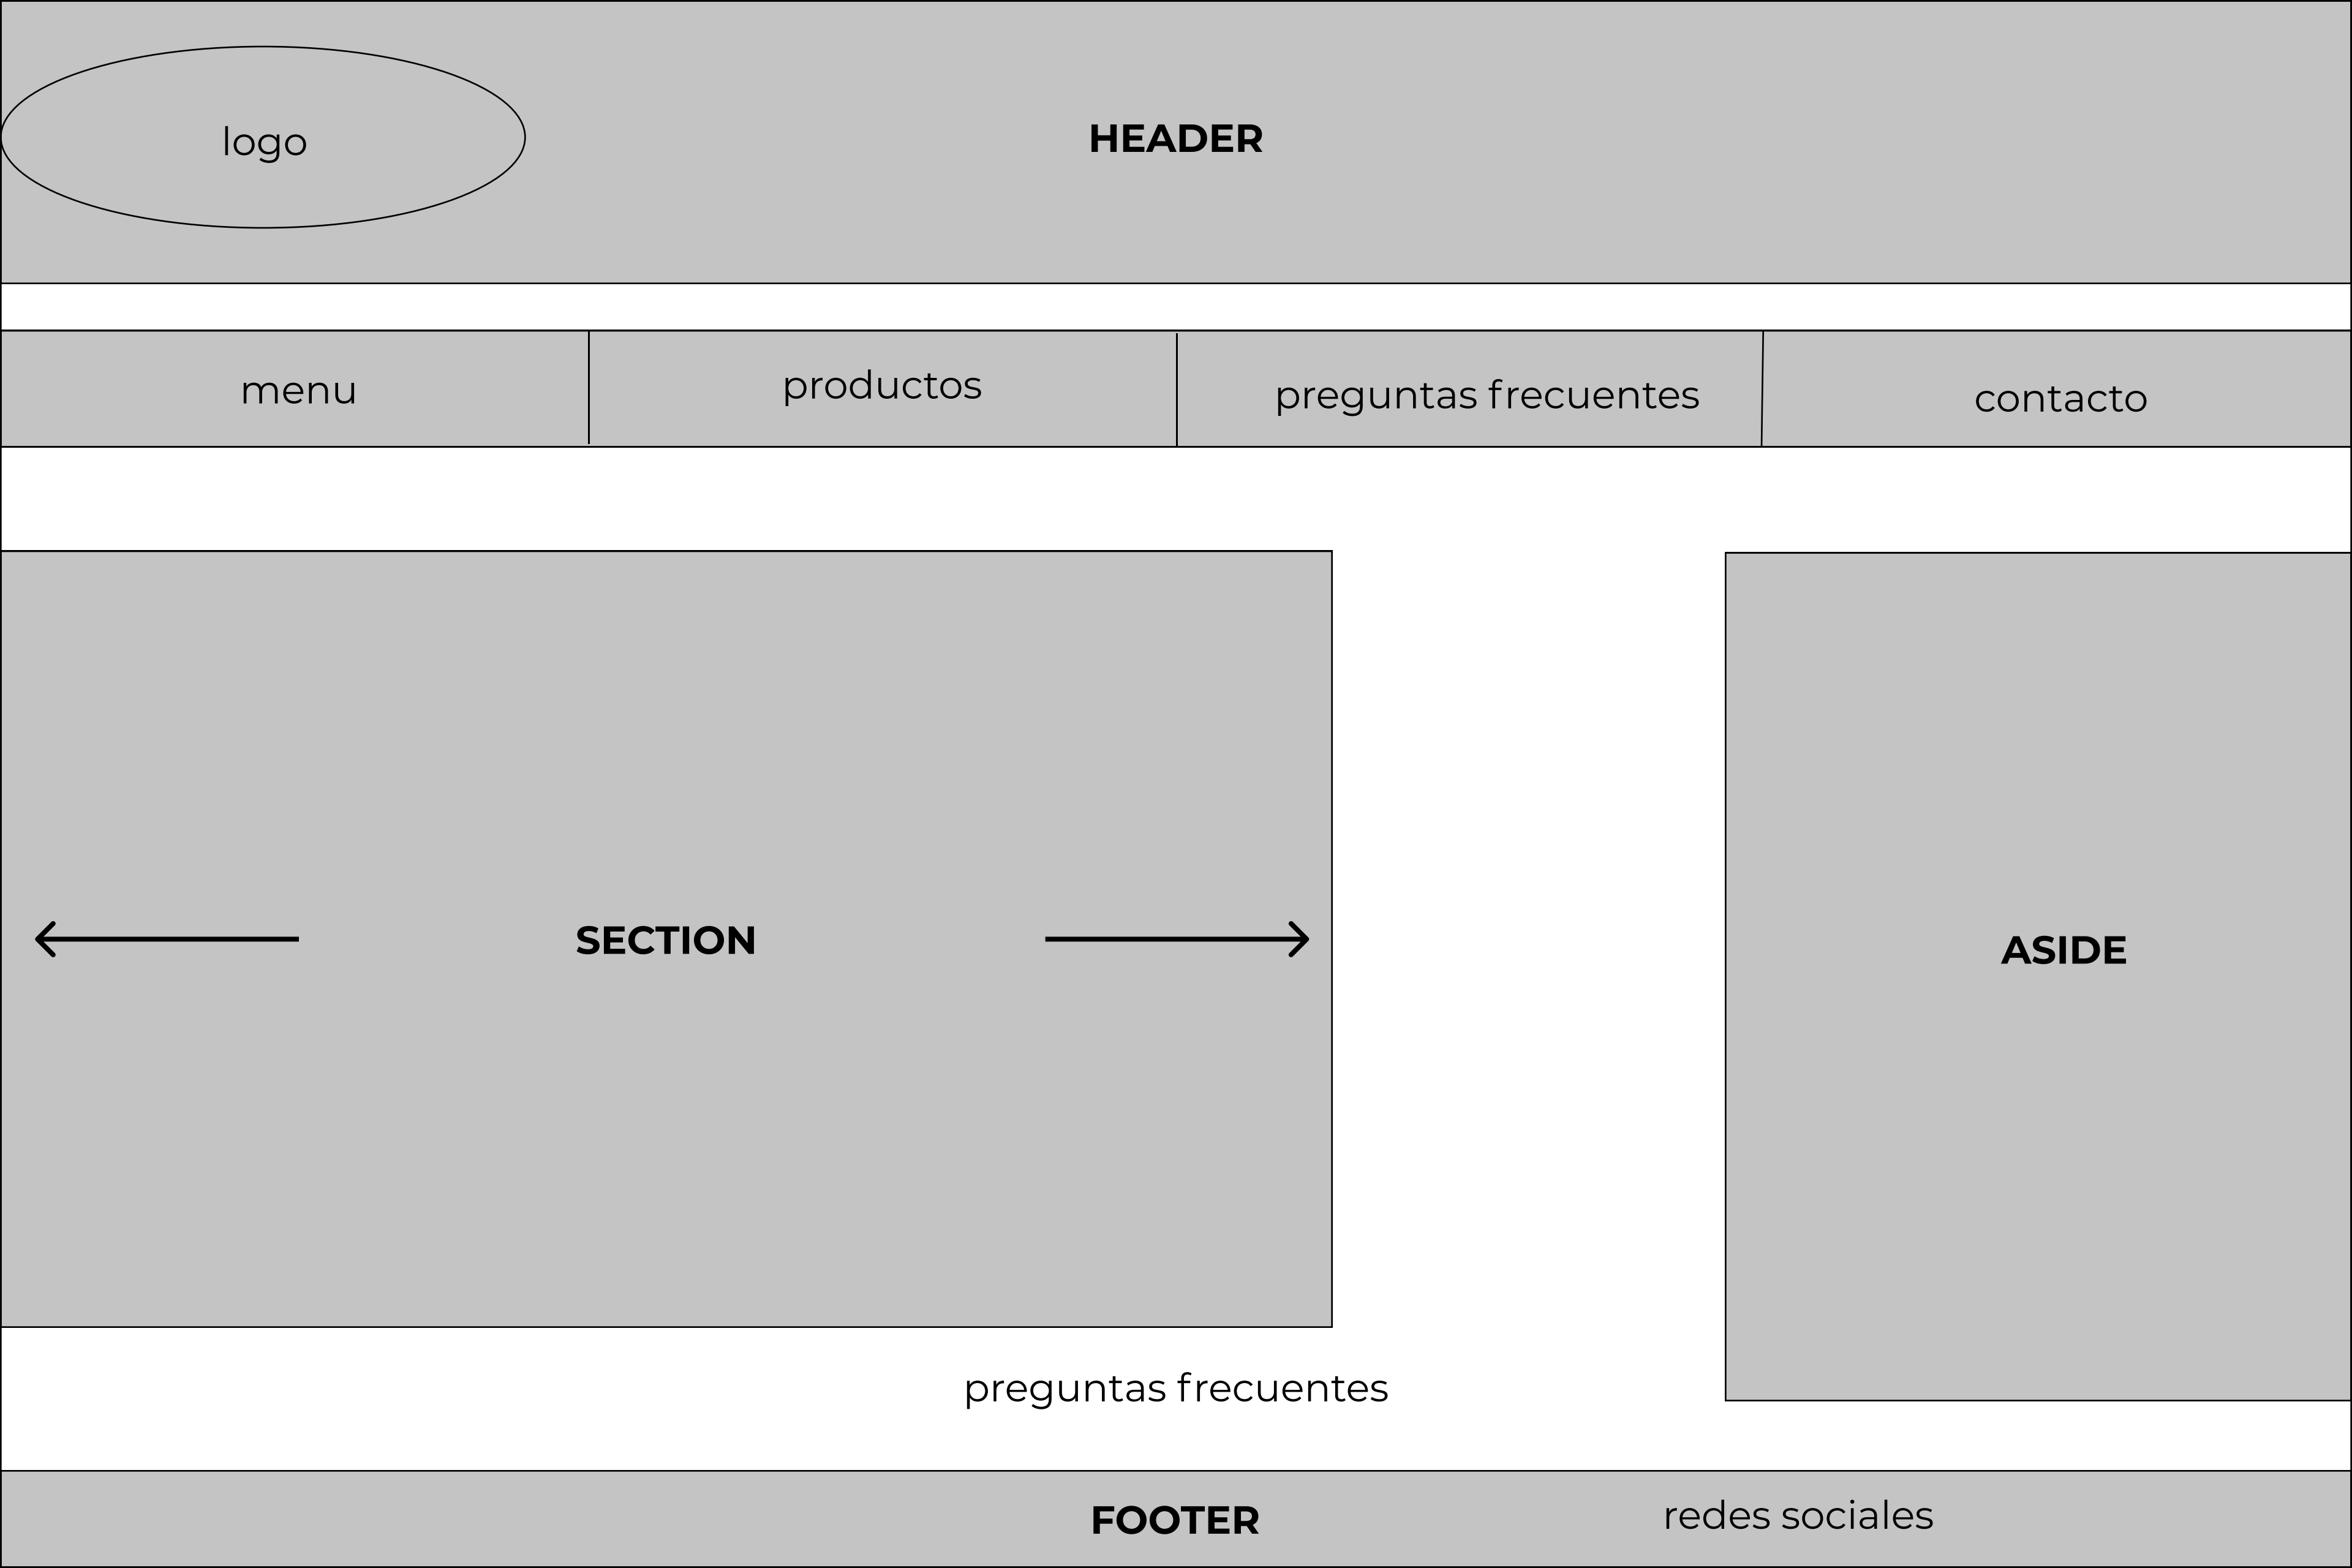 logo
HEADER
menu
productos
preguntas frecuentes
contacto
SECTION
ASIDE
preguntas frecuentes
FOOTER
redes sociales